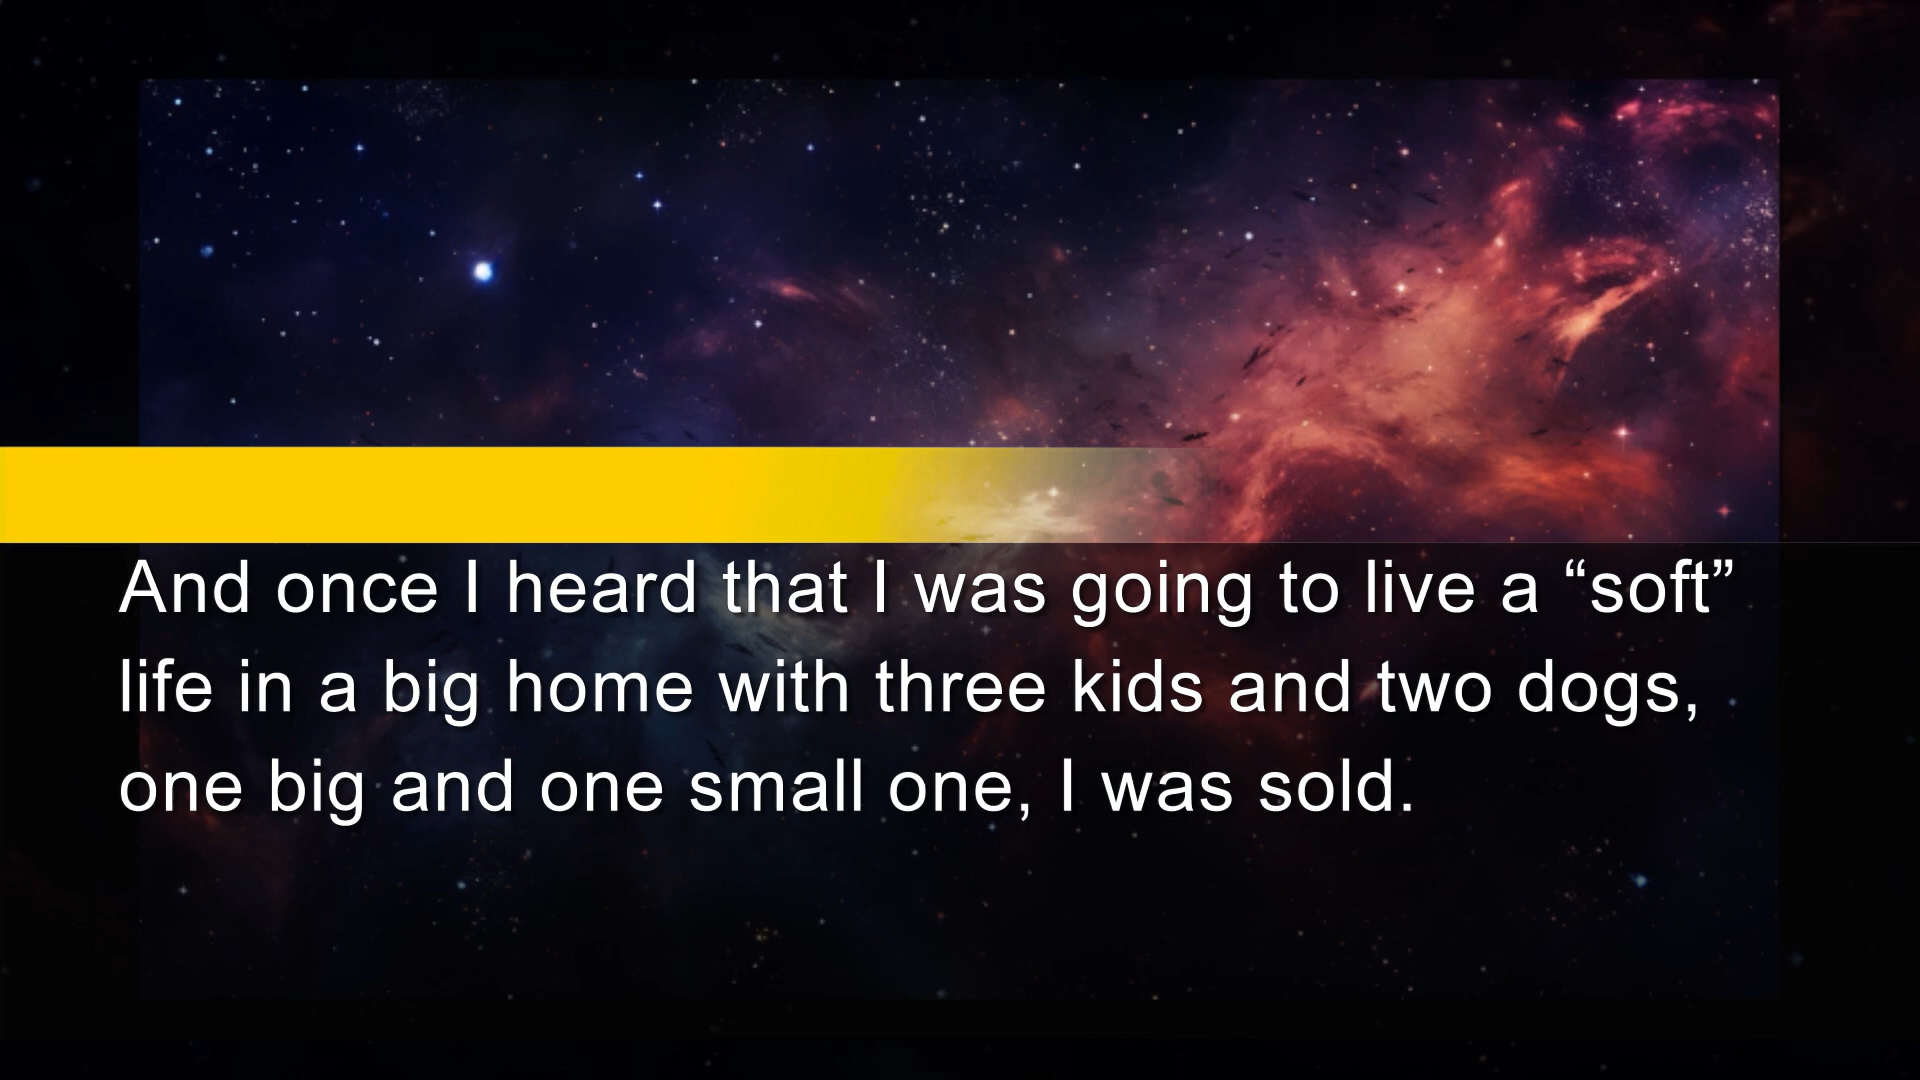 And once I heard that I was going to live a “soft”
life in a big home with three kids and two dogs,
one big and one small one, I was sold.